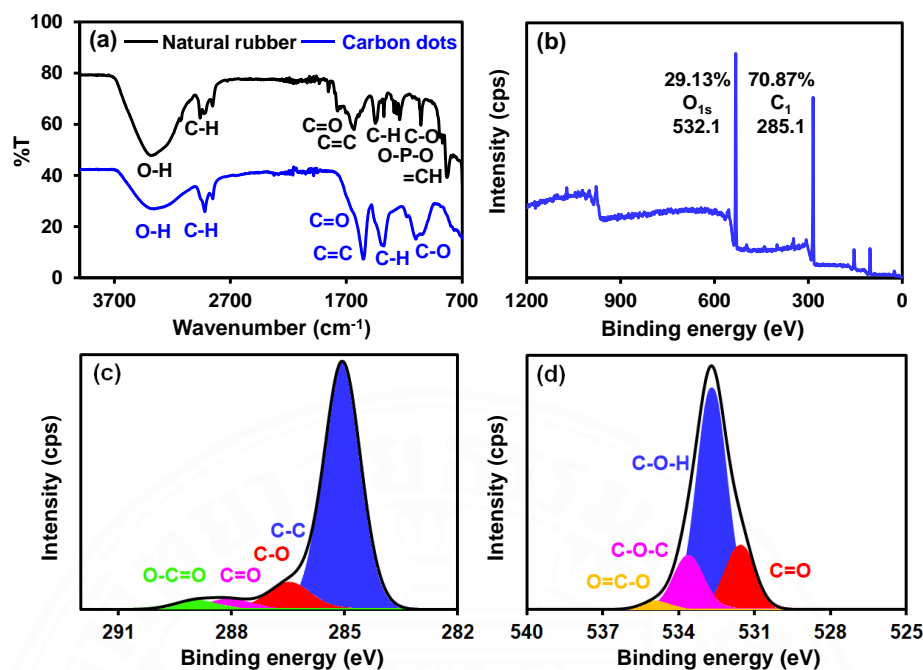 (a)
Natural rubber
Carbon dots
80
60
40
20
0
%T
O-H
C-H
C=O
C=C
C-H
C-O
O-P-O
=CH
O-H
C-H
C=O
C=C
C-H
C-O
3700
2700
1700
700
Wavenumber (cm⁻¹)
(b)
Intensity (cps)
29.13% 70.87%
O₁ₛ C₁
532.1 285.1
1200
900
600
300
0
Binding energy (eV)
(c)
Intensity (cps)
C-C
C-O
O-C=O
C=O
291
288
285
282
Binding energy (eV)
(d)
Intensity (cps)
C-O-H
C-O-C
O=C-O
C=O
540
537
534
531
528
525
Binding energy (eV)